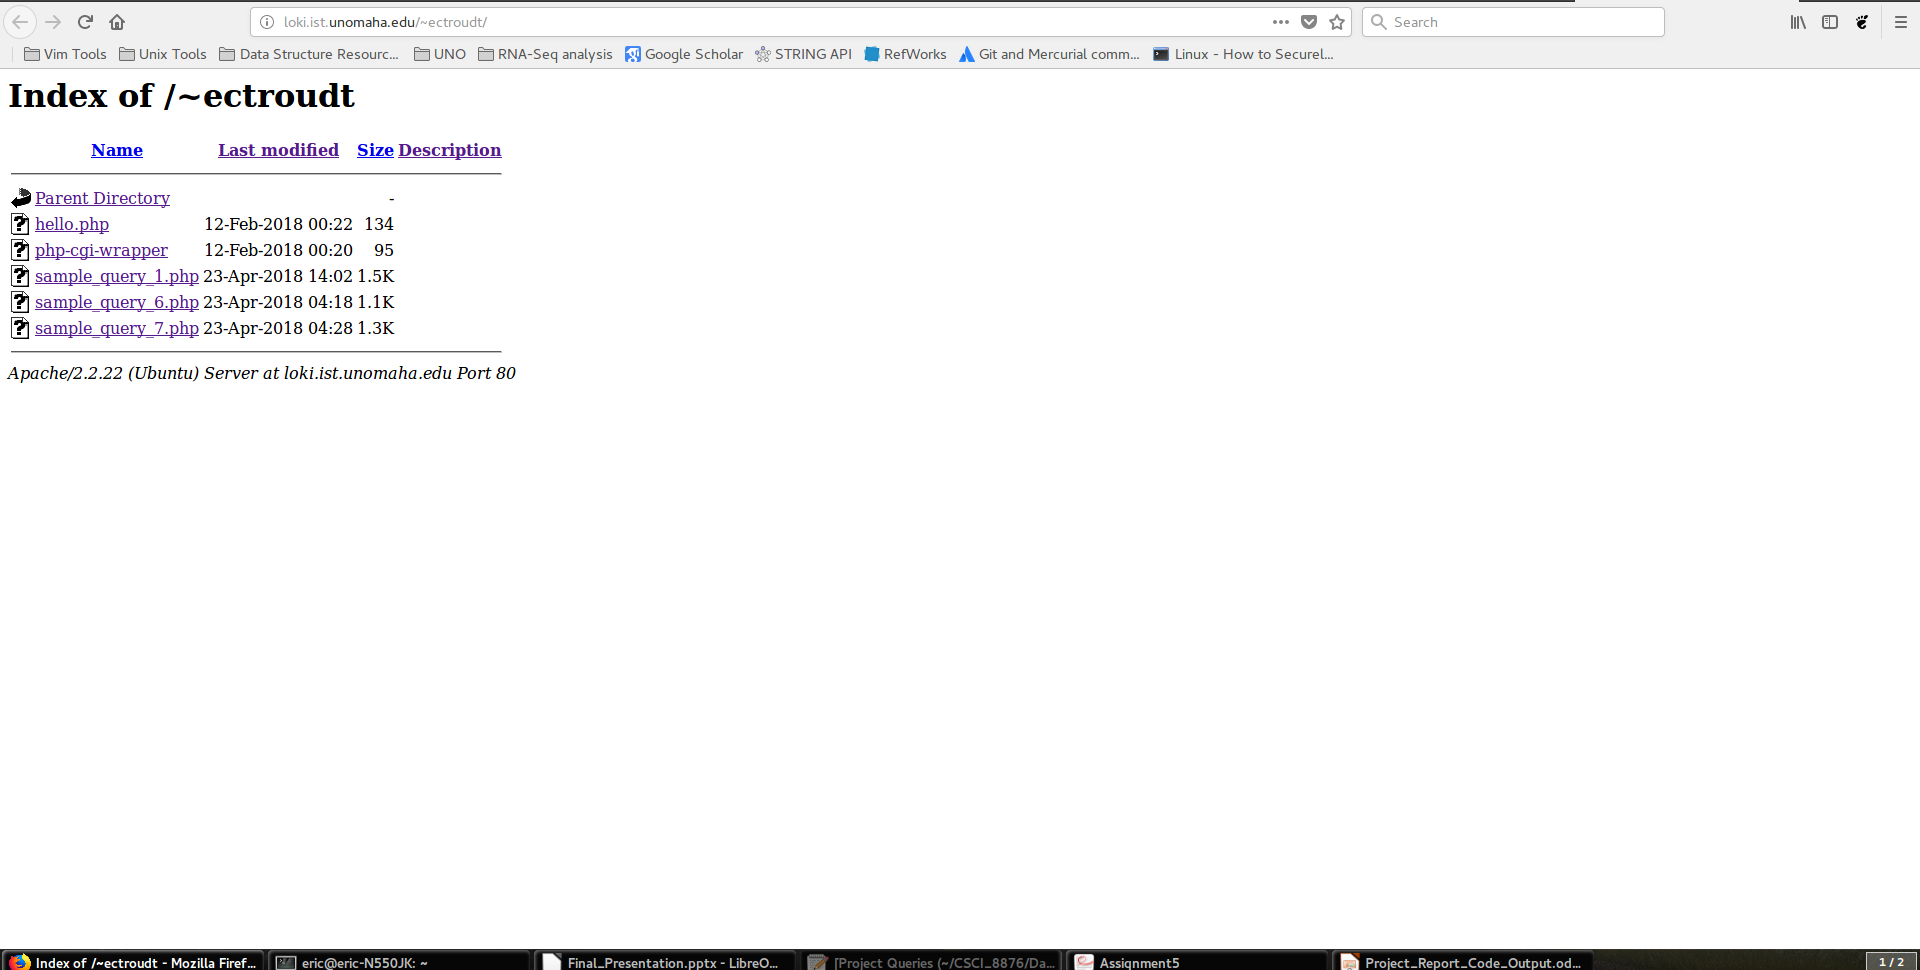 loki.ist.unomaha.edu/~ectroudt/ Search
Vim Tools Unix Tools Data Structure Resourc... UNO RNA-Seq analysis Google Scholar STRING API RefWorks Git and Mercurial comm... Linux - How to Securel...
Index of /~ectroudt
Name Last modified Size Description
Parent Directory -
hello.php 12-Feb-2018 00:22 134
php-cgi-wrapper 12-Feb-2018 00:20 95
sample_query_1.php 23-Apr-2018 14:02 1.5K
sample_query_6.php 23-Apr-2018 04:18 1.1K
sample_query_7.php 23-Apr-2018 04:28 1.3K
Apache/2.2.22 (Ubuntu) Server at loki.ist.unomaha.edu Port 80
Index of /~ectroudt - Mozilla Firef... eric@eric-N550JK: ~ Final_Presentation.pptx - LibreO... [Project Queries (~/CSCI_8876/Da... Assignment5 Project_Report_Code_Output.od... 1 / 2